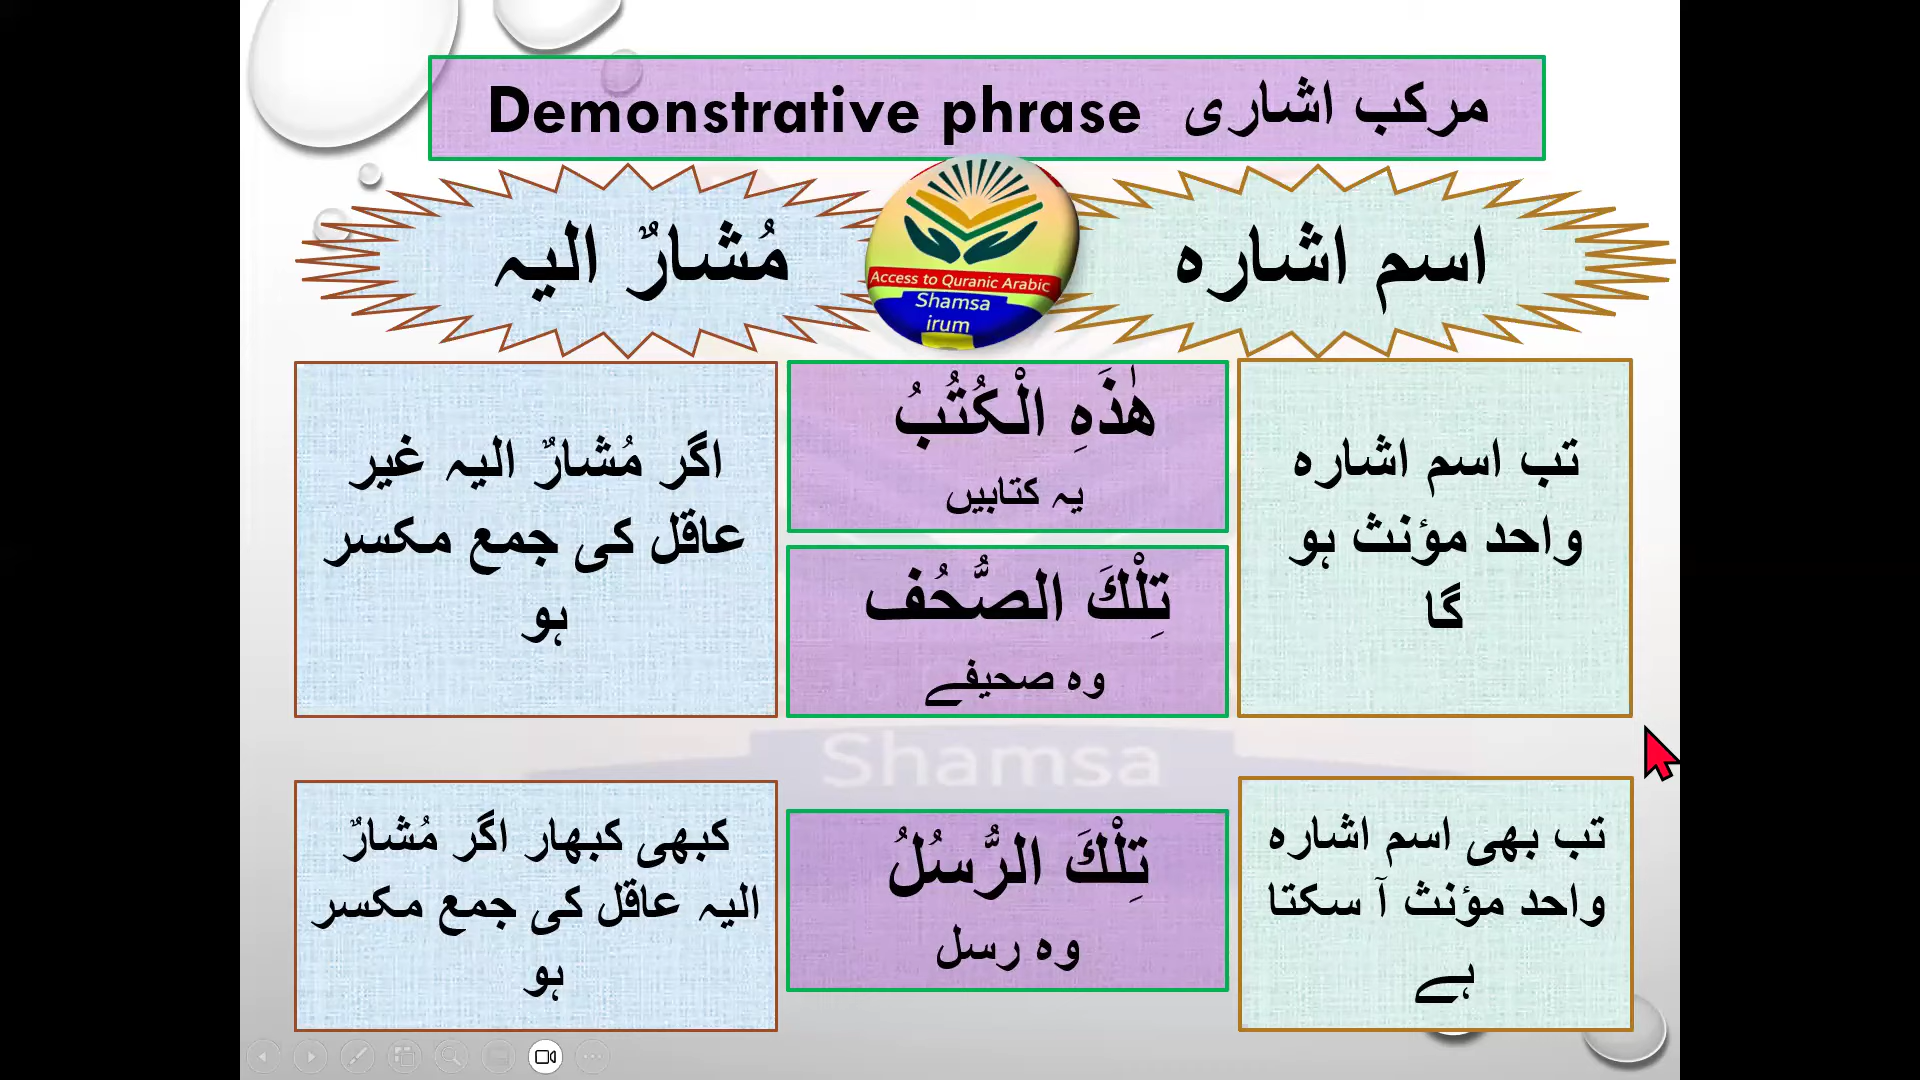 Demonstrative phrase مرکب اشاری
اسم اشارہ
مُشارٌ الیہ
Access to Quranic Arabic
Shamsa
irum
تب اسم اشارہ
واحد مؤنث ہو
گا
هٰذَهِ الْكُتُبُ
یہ کتابیں
تِلْكَ الصُّحُف
وہ صحیفے
اگر مُشارٌ الیہ غیر
عاقل کی جمع مکسر
ہو
Shamsa
تب بھی اسم اشارہ
واحد مؤنث آ سکتا
ہے
تِلْكَ الرُّسُلُ
وہ رسل
کبھی کبھار اگر مُشارٌ
الیہ عاقل کی جمع مکسر
ہو